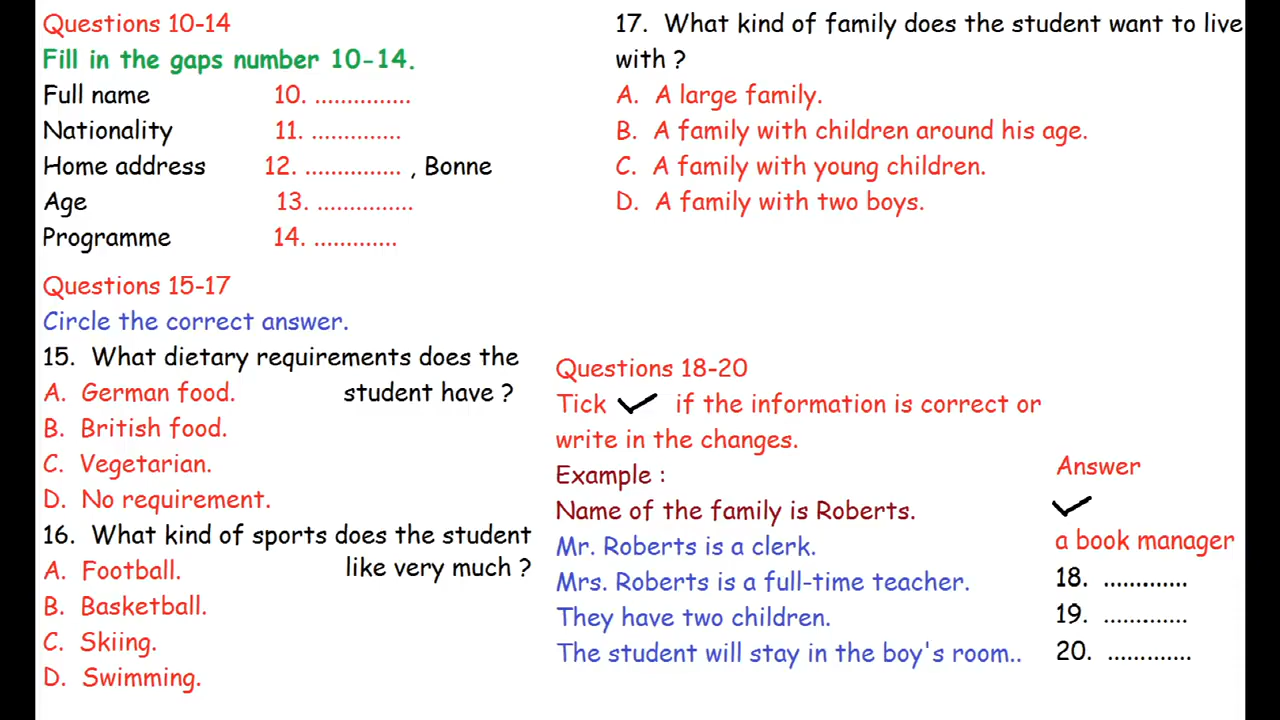 Questions 10-14
Fill in the gaps number 10-14.
Full name 10. ...............
Nationality 11. ..............
Home address 12. ............... , Bonne
Age 13. ...............
Programme 14. .............
Questions 15-17
Circle the correct answer.
15. What dietary requirements does the
A. German food. student have ?
B. British food.
C. Vegetarian.
D. No requirement.
16. What kind of sports does the student
A. Football. like very much ?
B. Basketball.
C. Skiing.
D. Swimming.
17. What kind of family does the student want to live
with ?
A. A large family.
B. A family with children around his age.
C. A family with young children.
D. A family with two boys.
Questions 18-20
Tick ✓ if the information is correct or
write in the changes.
Example :
Answer
Name of the family is Roberts. ✓
Mr. Roberts is a clerk. a book manager
Mrs. Roberts is a full-time teacher. 18. .............
They have two children. 19. .............
The student will stay in the boy's room.. 20. .............